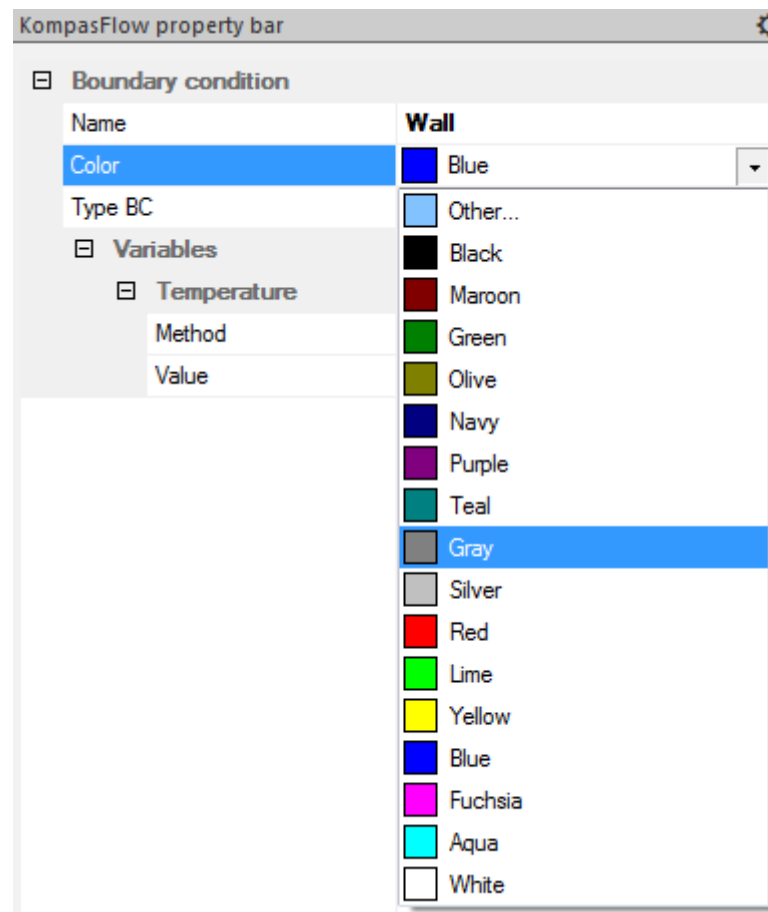 KompasFlow property bar
Boundary condition
Name Wall
Color Blue
Type BC Other...
Variables Black
Temperature Maroon
Method Green
Value Olive
Navy
Purple
Teal
Gray
Silver
Red
Lime
Yellow
Blue
Fuchsia
Aqua
White